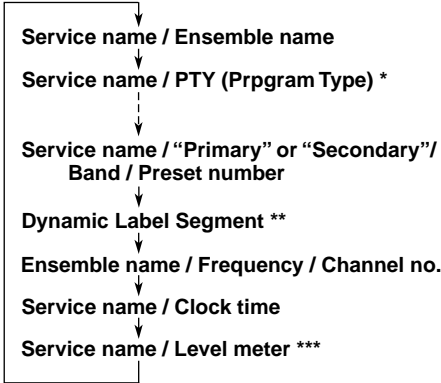 Service name / Ensemble name
Service name / PTY (Prpgram Type) *
Service name / “Primary” or “Secondary”/
Band / Preset number
Dynamic Label Segment **
Ensemble name / Frequency / Channel no.
Service name / Clock time
Service name / Level meter ***